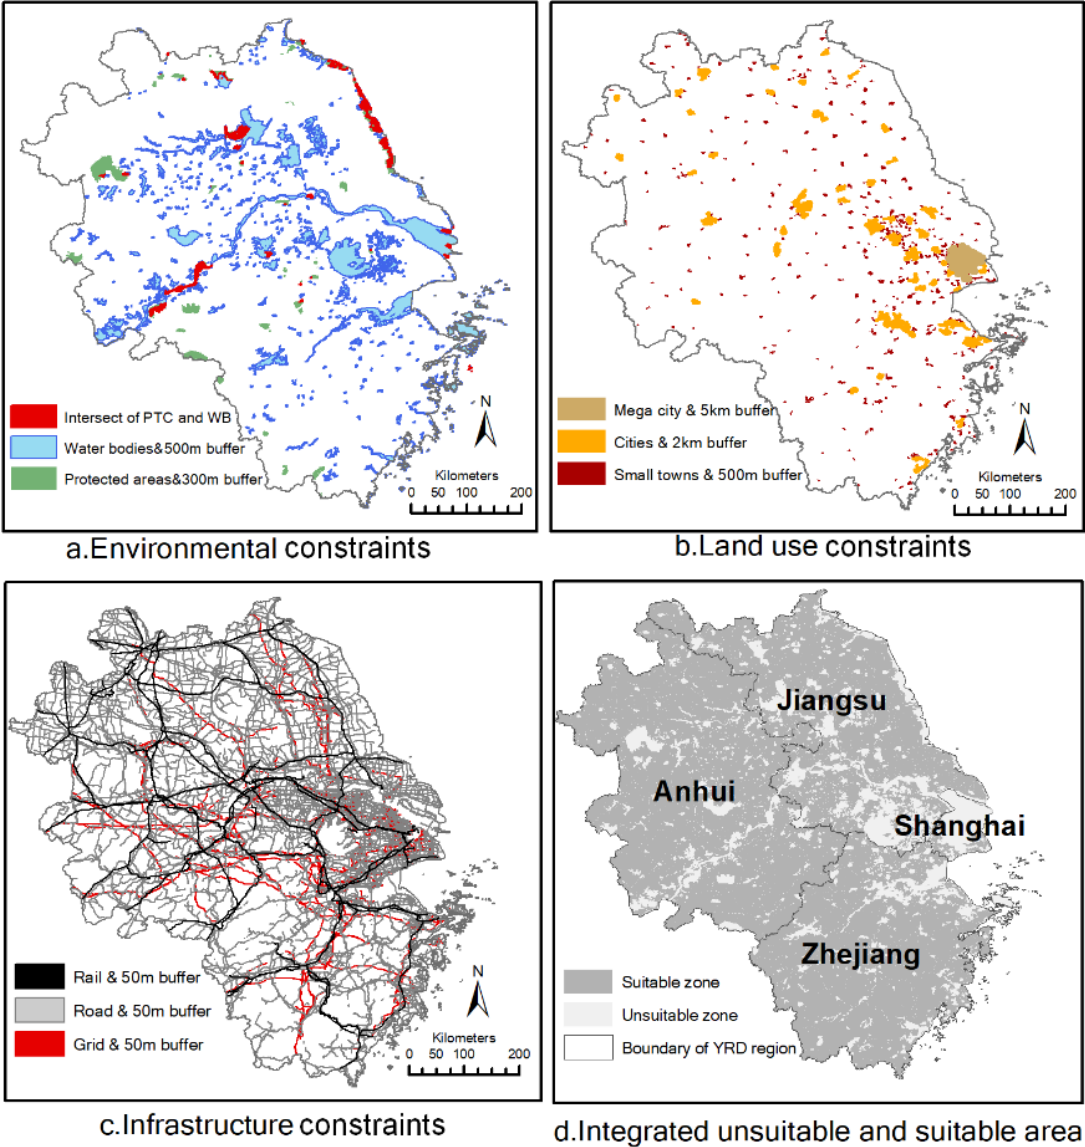 N
Intersect of PTC and WB
Water bodies&500m buffer
Protected areas&300m buffer
Kilometers
0 50 100 200
a.Environmental constraints
N
Mega city & 5km buffer
Cities & 2km buffer
Small towns & 500m buffer
Kilometers
0 50 100 200
b.Land use constraints
N
Rail & 50m buffer
Road & 50m buffer
Grid & 50m buffer
Kilometers
0 50 100 200
c.Infrastructure constraints
Jiangsu
Anhui
Shanghai
Zhejiang
Suitable zone
Unsuitable zone
Boundary of YRD region
d.Integrated unsuitable and suitable area